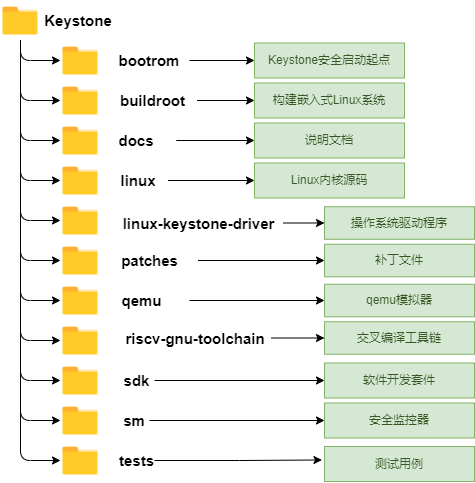 Keystone
bootrom Keystone安全启动起点
buildroot 构建嵌入式Linux系统
docs 说明文档
linux Linux内核源码
linux-keystone-driver 操作系统驱动程序
patches 补丁文件
qemu qemu模拟器
riscv-gnu-toolchain 交叉编译工具链
sdk 软件开发套件
sm 安全监控器
tests 测试用例